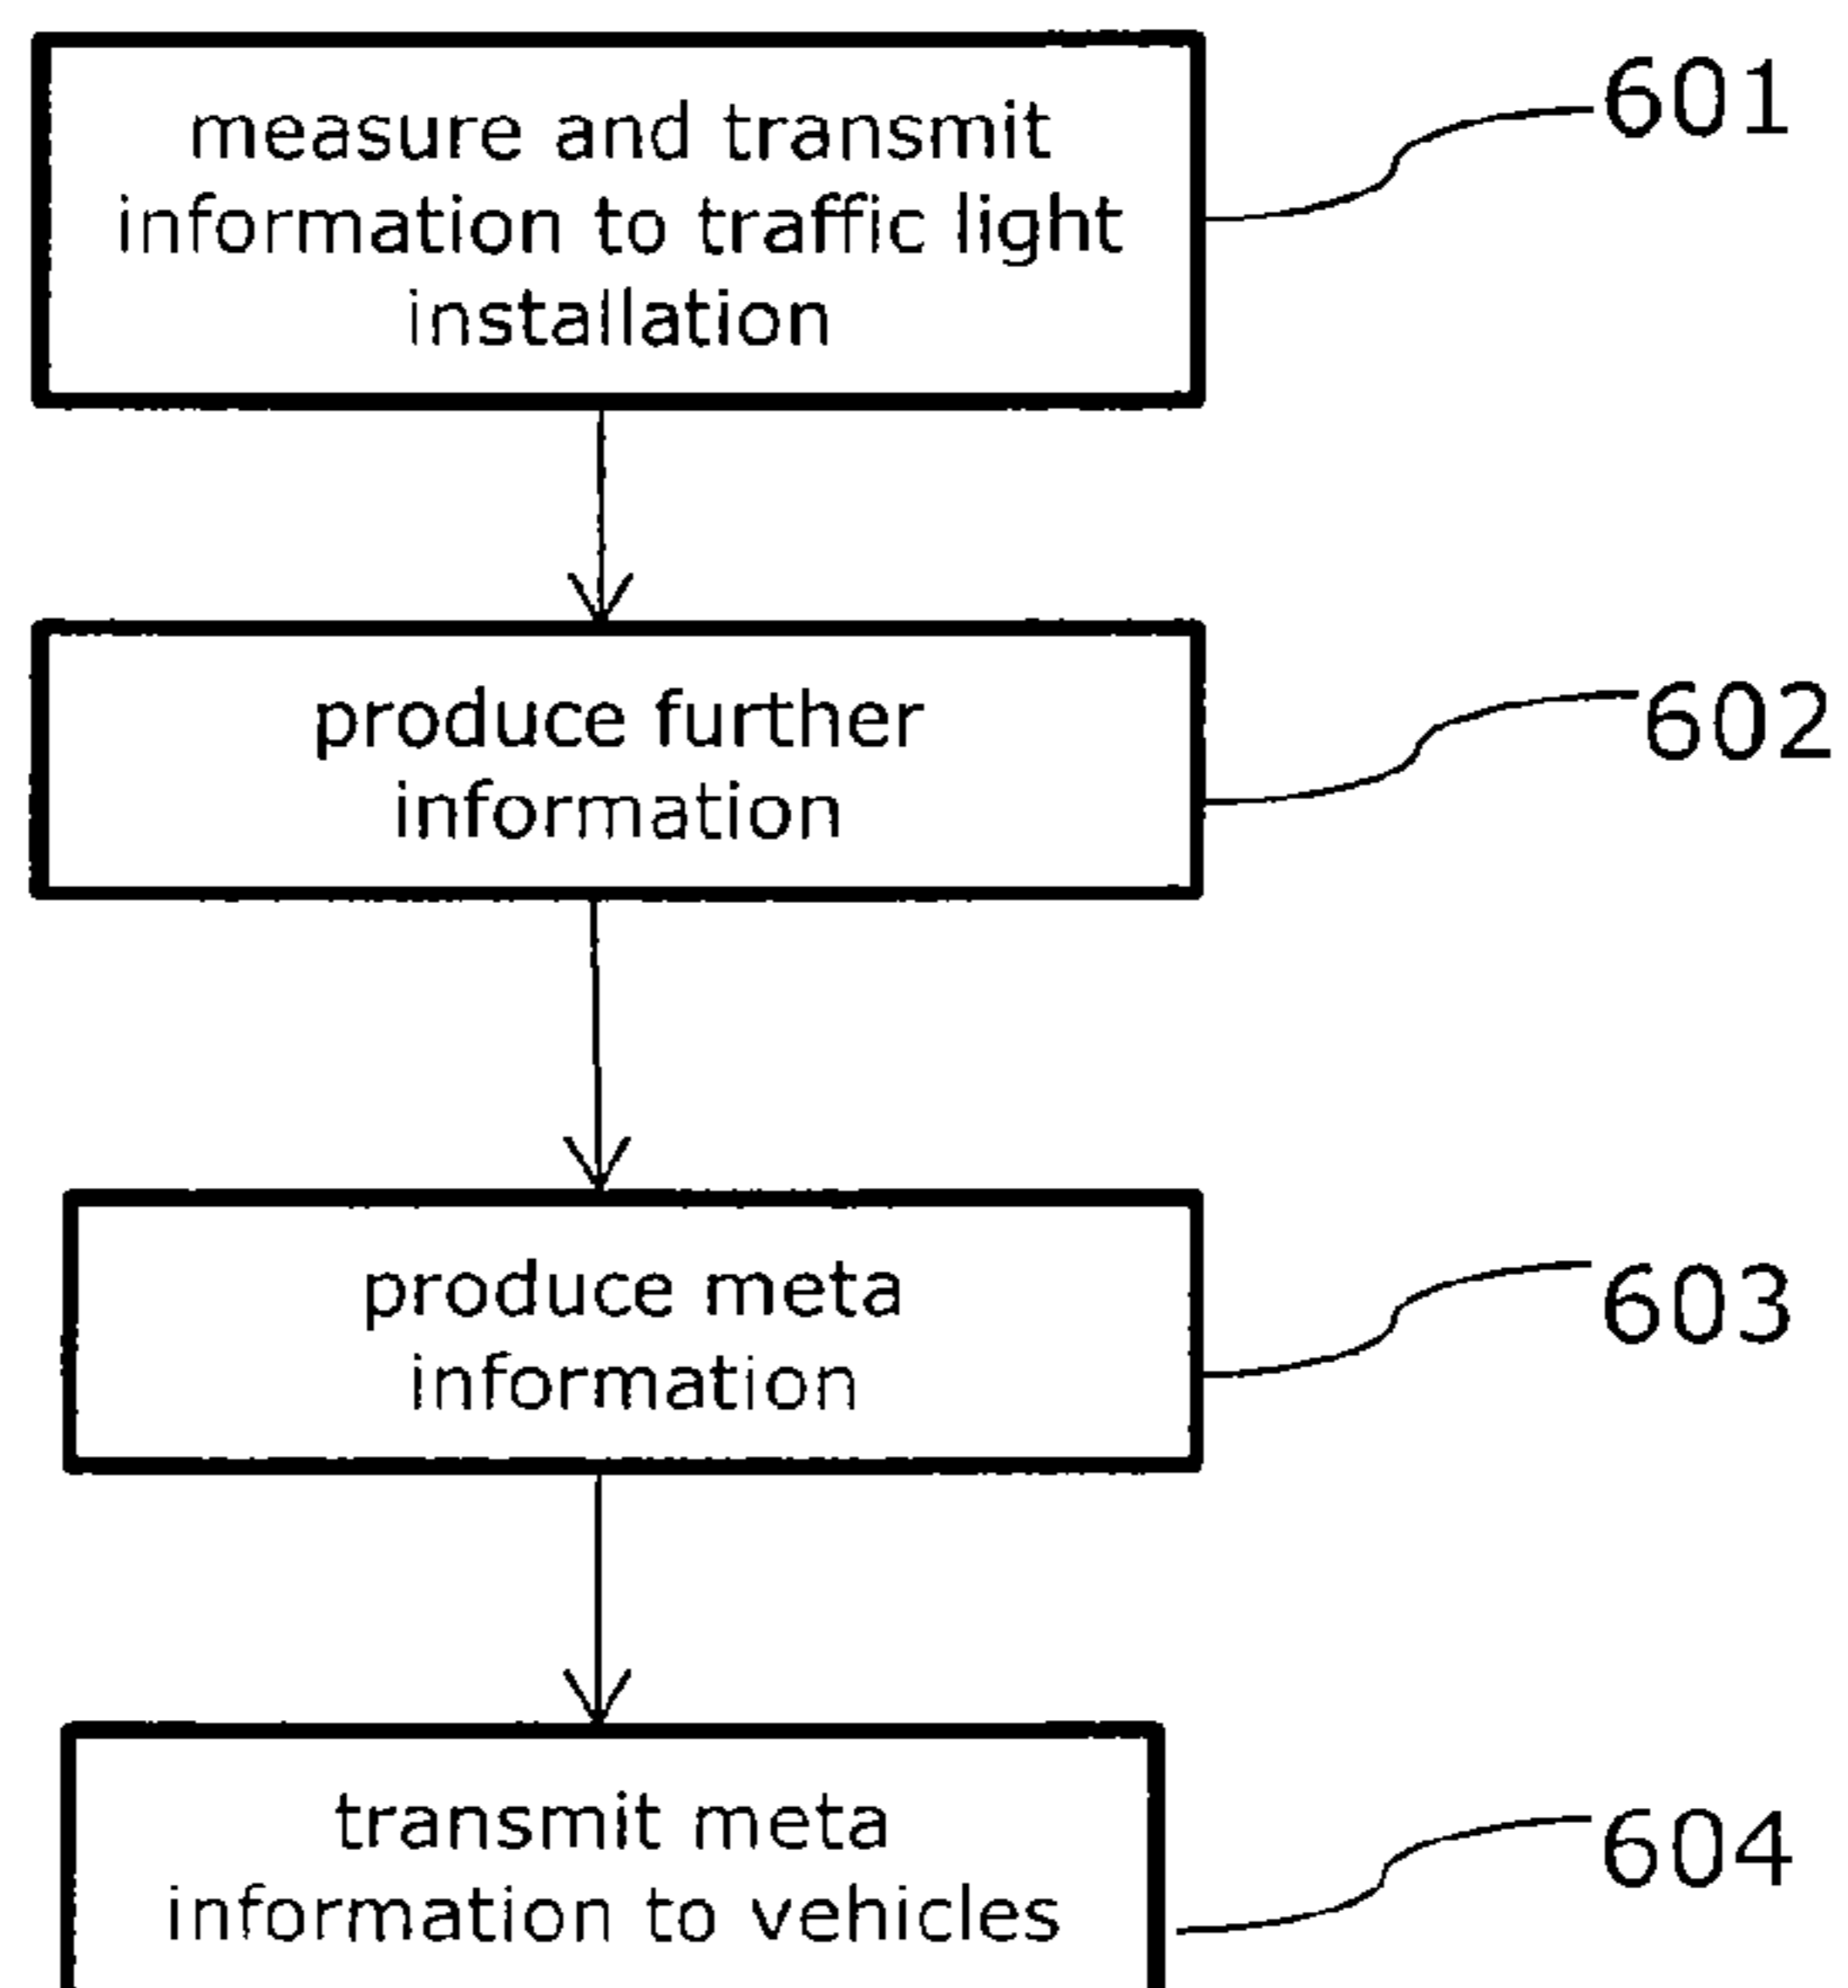 measure and transmit
information to traffic light
installation
601
produce further
information
602
produce meta
information
603
transmit meta
information to vehicles
604